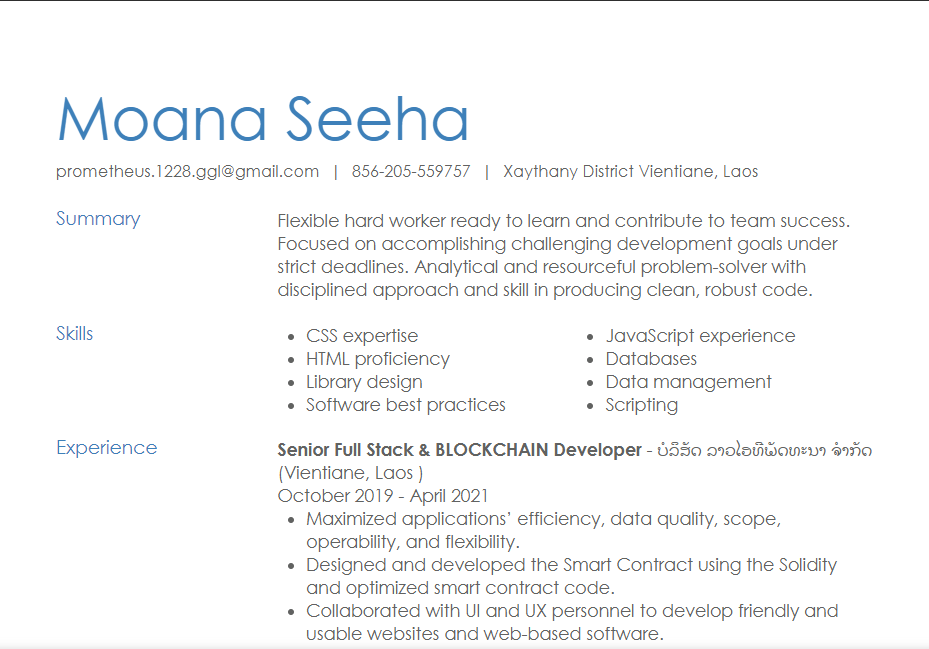 Moana Seeha
prometheus.1228.ggl@gmail.com | 856-205-559757 | Xaythany District Vientiane, Laos
Summary
Flexible hard worker ready to learn and contribute to team success.
Focused on accomplishing challenging development goals under
strict deadlines. Analytical and resourceful problem-solver with
disciplined approach and skill in producing clean, robust code.
Skills
• CSS expertise
• HTML proficiency
• Library design
• Software best practices
• JavaScript experience
• Databases
• Data management
• Scripting
Experience
Senior Full Stack & BLOCKCHAIN Developer - ບໍລິສັດ ລາວໄອທີພັດທະນາ ຈໍາກັດ
(Vientiane, Laos )
October 2019 - April 2021
• Maximized applications’ efficiency, data quality, scope,
operability, and flexibility.
• Designed and developed the Smart Contract using the Solidity
and optimized smart contract code.
• Collaborated with UI and UX personnel to develop friendly and
usable websites and web-based software.